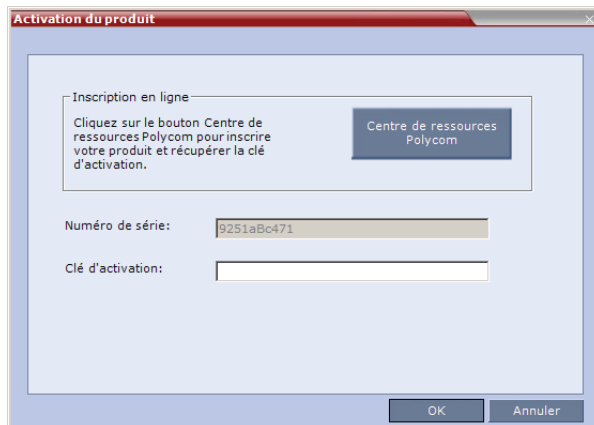 Activation du produit
Inscription en ligne
Cliquez sur le bouton Centre de
ressources Polycom pour inscrire
votre produit et récupérer la clé
d'activation.
Centre de ressources
Polycom
Numéro de série:
9251aBc471
Clé d'activation:
OK
Annuler